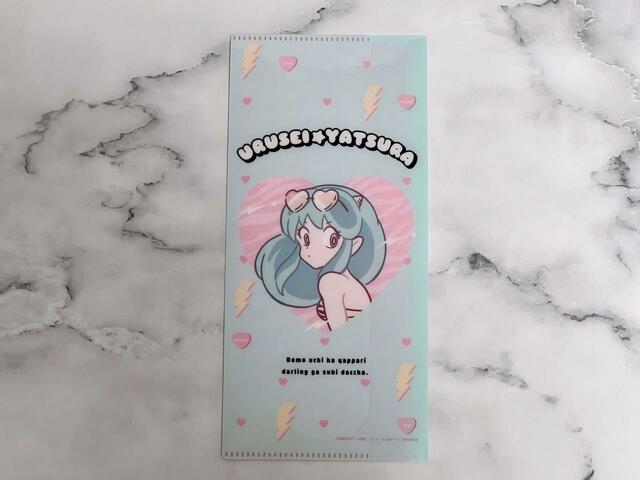 URUSEI☆YATSURA
Demo uchi ha yappari
darling ga suki daccha.